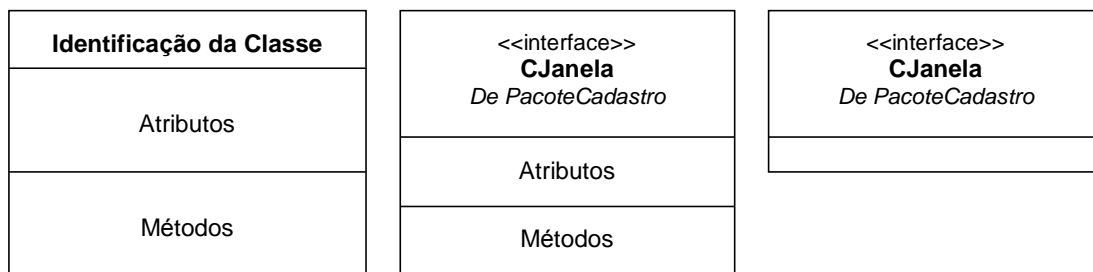 Identificação da Classe
Atributos
Métodos
<<interface>>
CJanela
De PacoteCadastro
Atributos
Métodos
<<interface>>
CJanela
De PacoteCadastro